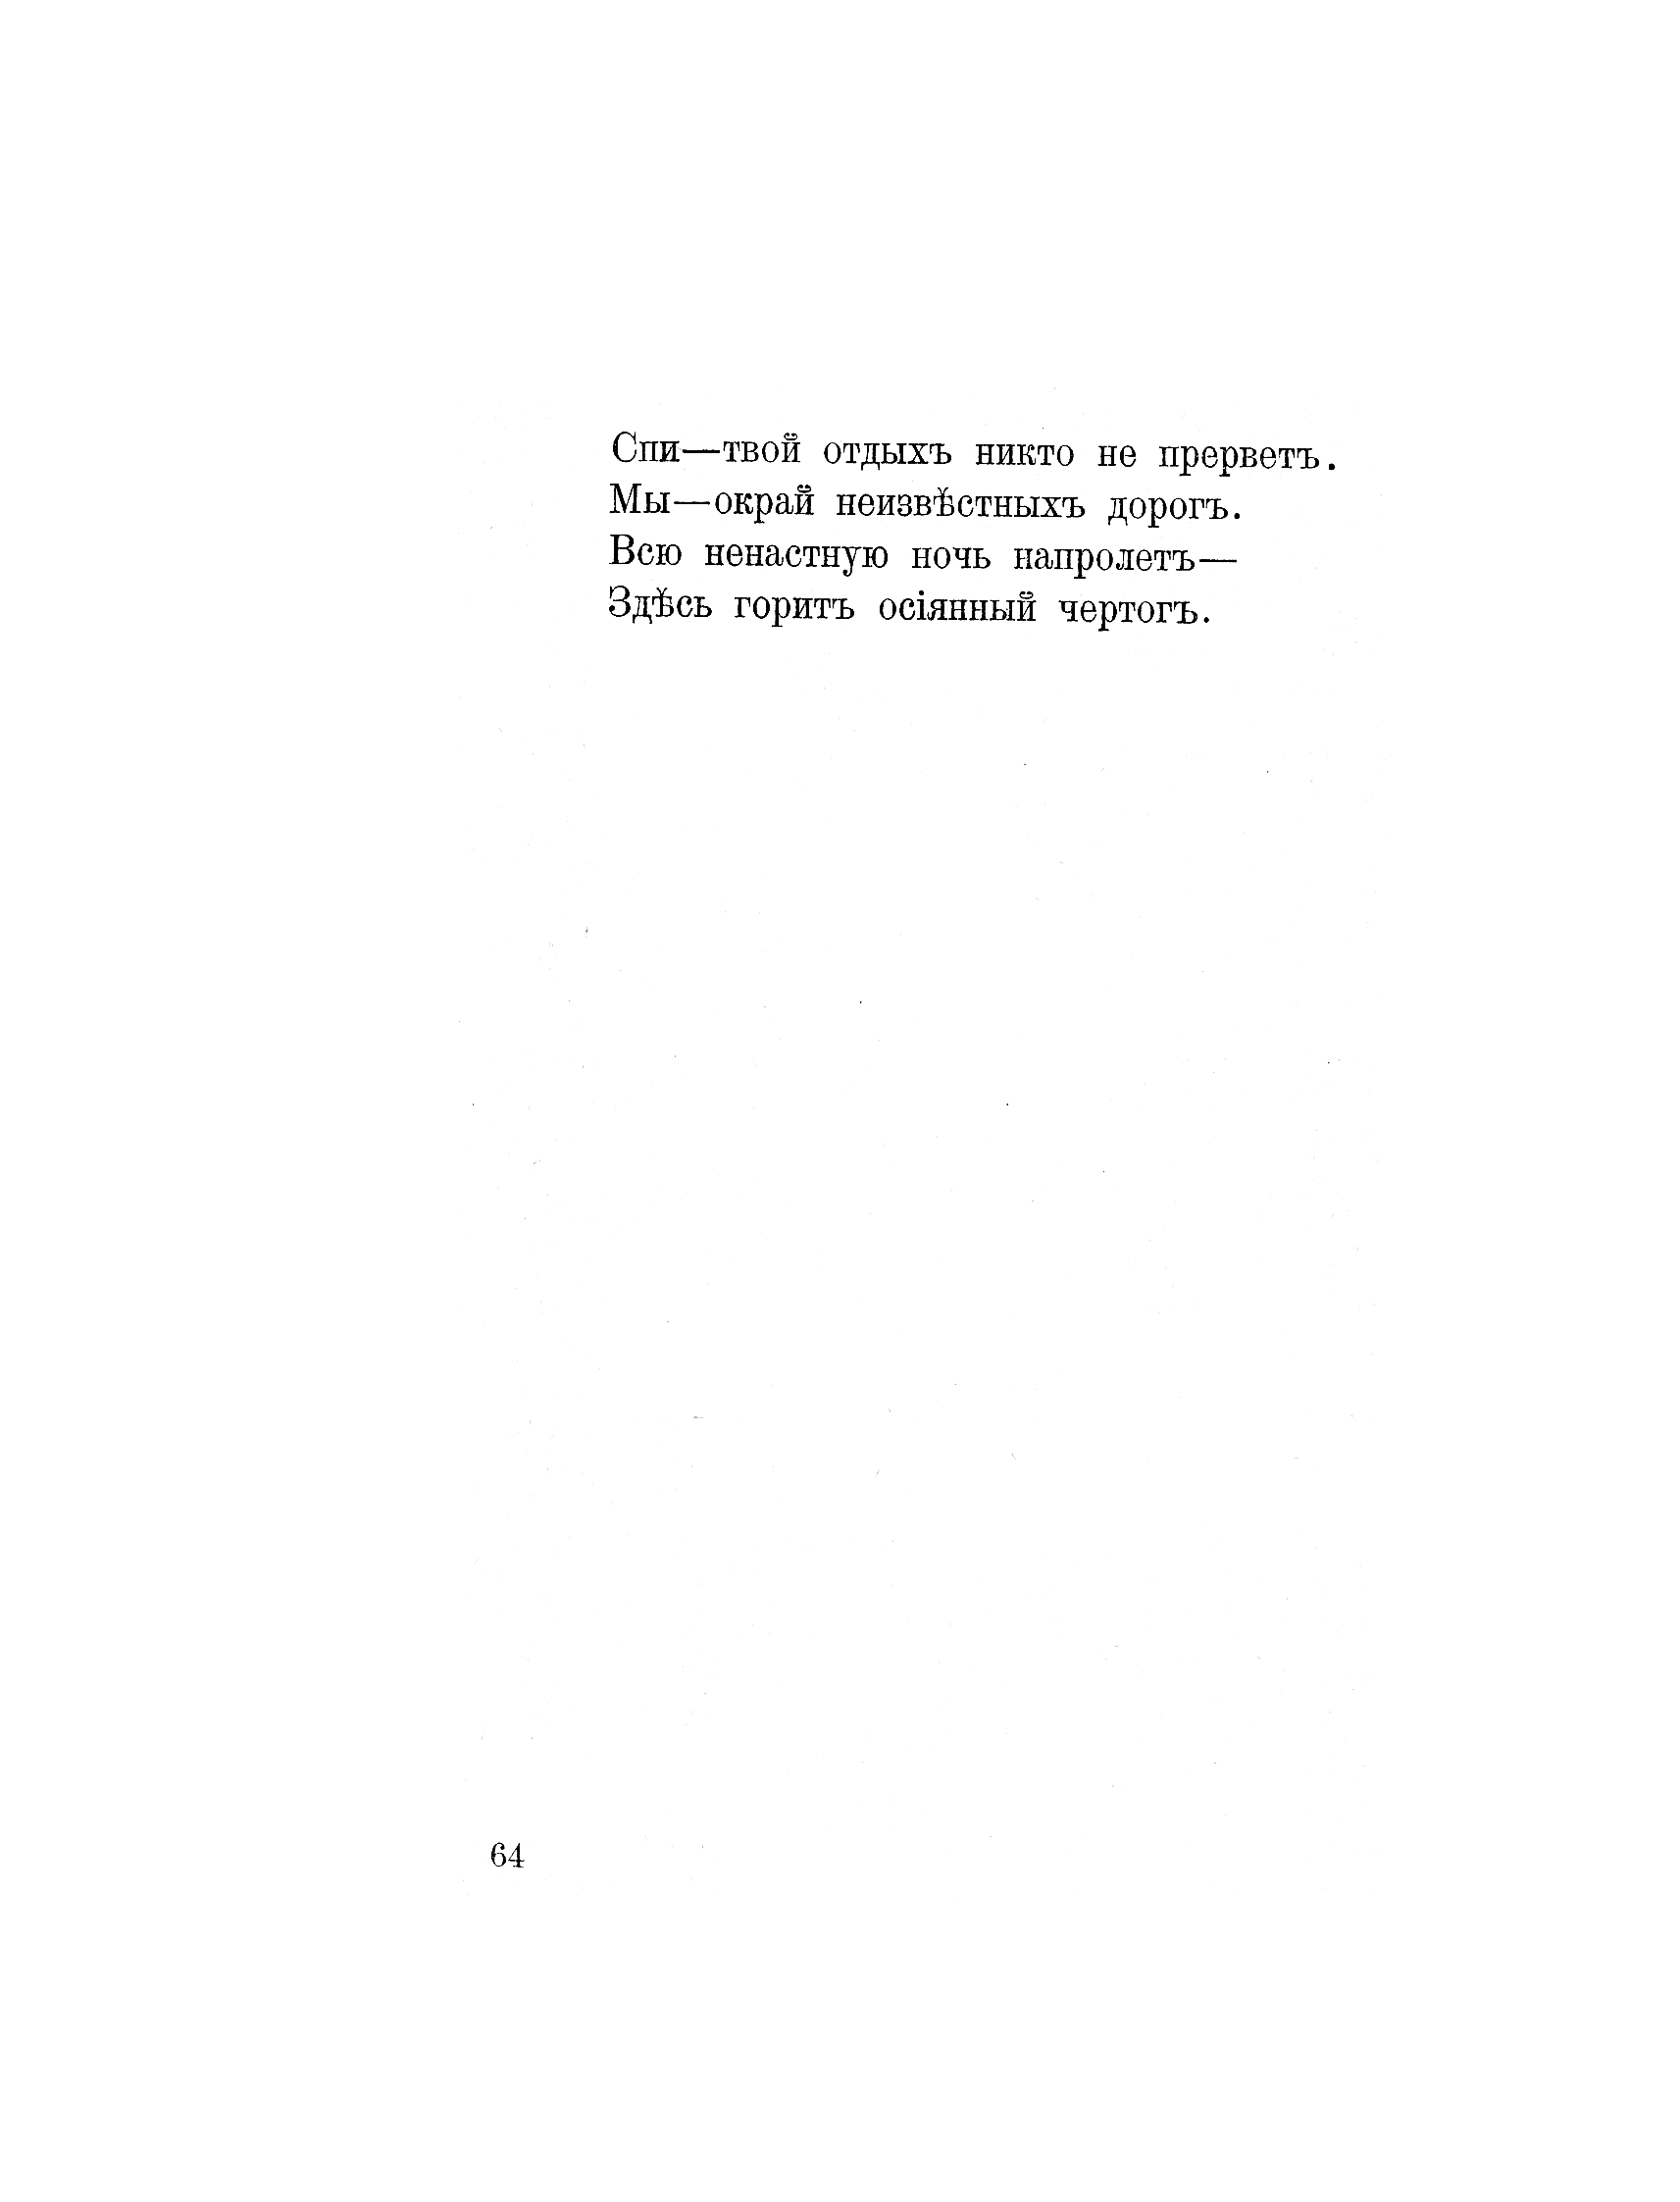 Спи—твой отдыхъ никто не прерветъ.
Мы—окрай неизвѣстныхъ дорогъ.
Всю ненастную ночь напролетъ—
Здѣсь горитъ осіянный чертогъ.
64